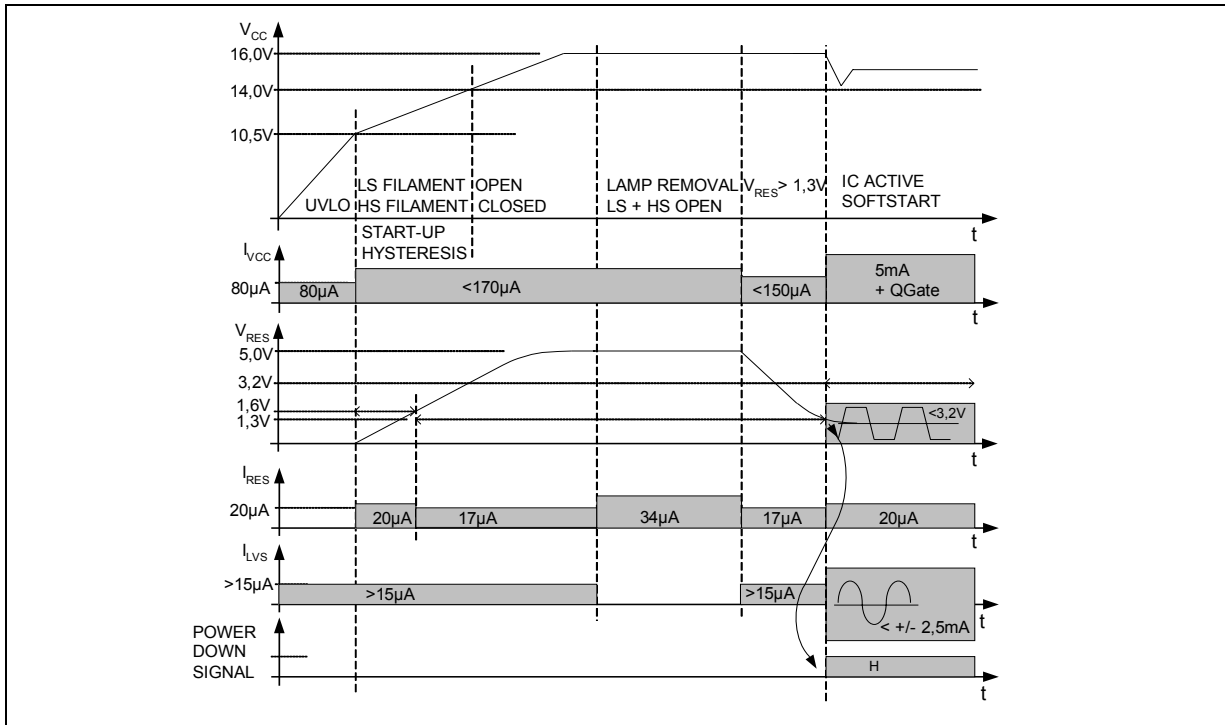 V_CC
16,0V
14,0V
10,5V
UVLO
LS FILAMENT OPEN
HS FILAMENT CLOSED
START-UP
HYSTERESIS
LAMP REMOVAL
LS + HS OPEN
V_RES > 1,3V
IC ACTIVE
SOFTSTART
t
I_VCC
80µA
80µA
<170µA
<150µA
5mA
+ QGate
t
V_RES
5,0V
3,2V
1,6V
1,3V
<3,2V
t
I_RES
20µA
20µA
17µA
34µA
17µA
20µA
t
I_LVS
>15µA
>15µA
>15µA
< +/- 2,5mA
t
POWER
DOWN
SIGNAL
H
t